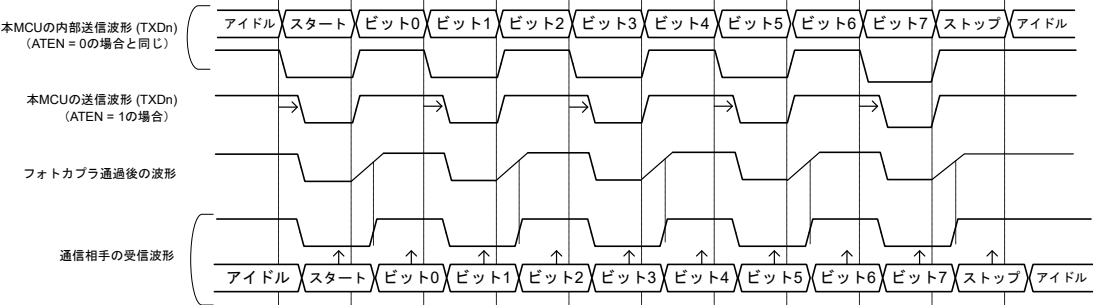 本MCUの内部送信波形 (TXDn)
（ATEN = 0の場合と同じ）
アイドル スタート ビット0 ビット1 ビット2 ビット3 ビット4 ビット5 ビット6 ビット7 ストップ アイドル
本MCUの送信波形 (TXDn)
（ATEN = 1の場合）
フォトカプラ通過後の波形
通信相手の受信波形
アイドル スタート ビット0 ビット1 ビット2 ビット3 ビット4 ビット5 ビット6 ビット7 ストップ アイドル